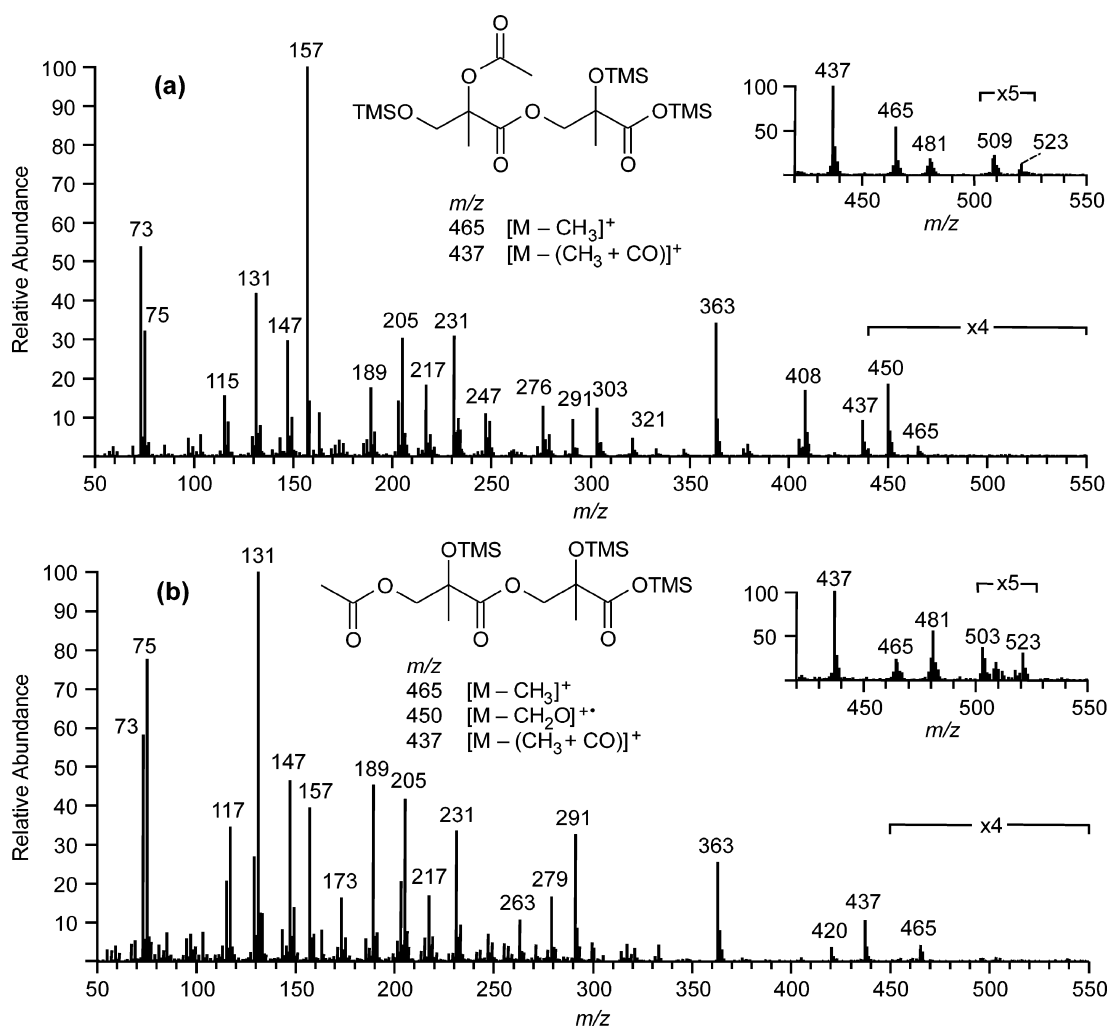 (a)
157
O
O
OTMS
TMSO
O
OTMS
O
O
m/z
465 [M – CH3]+
437 [M – (CH3 + CO)]+
100
50
437
465
481
509
523
x5
450
500
550
m/z
Relative Abundance
100
90
80
70
60
50
40
30
20
10
73
75
115
131
147
189
205
217
231
247
276
291
303
321
363
408
437
450
465
x4
50
100
150
200
250
300
350
400
450
500
550
m/z
(b)
131
OTMS
OTMS
O
O
OTMS
O
O
O
m/z
465 [M – CH3]+
450 [M – CH2O]+•
437 [M – (CH3 + CO)]+
100
50
437
465
481
503
523
x5
450
500
550
m/z
Relative Abundance
100
90
80
70
60
50
40
30
20
10
75
73
117
147
157
173
189
205
217
231
263
279
291
363
420
437
465
x4
50
100
150
200
250
300
350
400
450
500
550
m/z